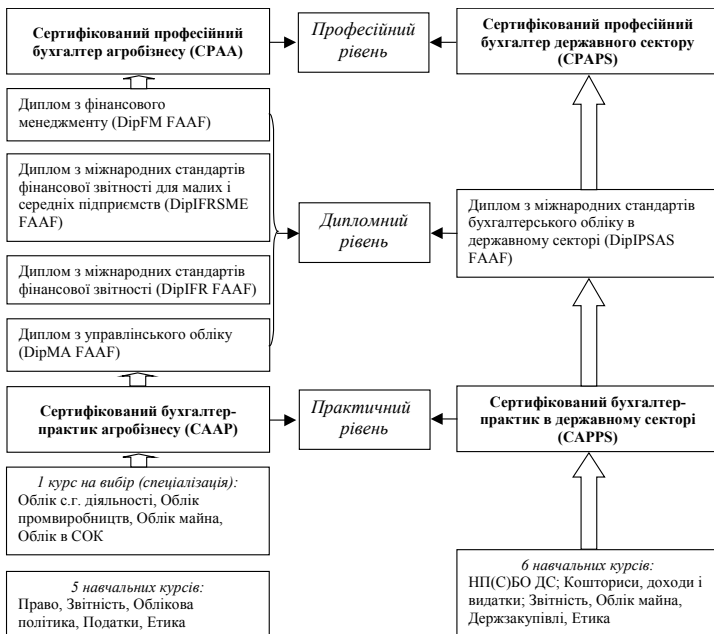 Сертифікований професійний
бухгалтер агробізнесу (CPAA)
Професійний
рівень
Сертифікований професійний
бухгалтер державного сектору
(CPAPS)
Диплом з фінансового
менеджменту (DipFM FAAF)
Диплом з міжнародних стандартів
фінансової звітності для малих і
середніх підприємств (DipIFRSME
FAAF)
Диплом з міжнародних стандартів
фінансової звітності (DipIFR FAAF)
Диплом з управлінського обліку
(DipMA FAAF)
Дипломний
рівень
Диплом з міжнародних стандартів
бухгалтерського обліку в
державному секторі (DipIPSAS
FAAF)
Сертифікований бухгалтер-
практик агробізнесу (CAAP)
Практичний
рівень
Сертифікований бухгалтер-
практик в державному секторі
(CAPPS)
1 курс на вибір (спеціалізація):
Облік с.г. діяльності, Облік
промвиробництв, Облік майна,
Облік в СОК
5 навчальних курсів:
Право, Звітність, Облікова
політика, Податки, Етика
6 навчальних курсів:
НП(С)БО ДС; Кошториси, доходи і
видатки; Звітність, Облік майна,
Держзакупівлі, Етика